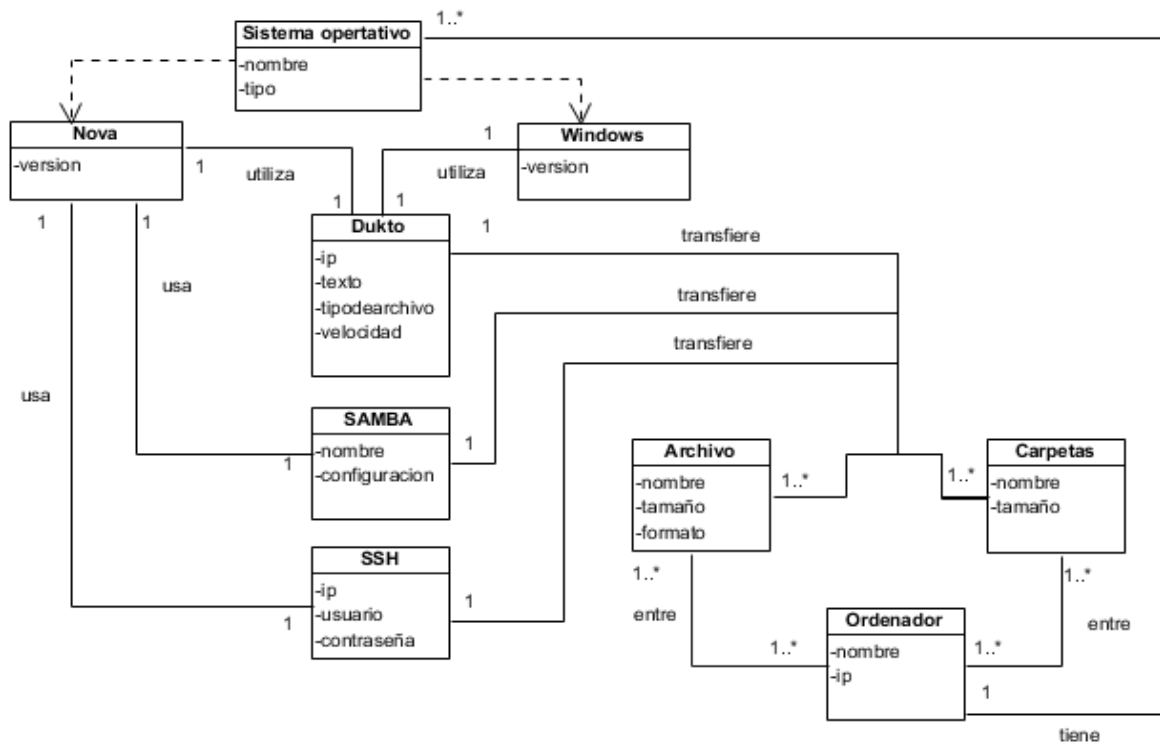 1..*
Sistema opertativo
-nombre
-tipo
Nova
-version
1
utiliza
1
Windows
-version
1
utiliza
1
1
1
usa
usa
Dukto
-ip
-texto
-tipodearchivo
-velocidad
1
transfiere
transfiere
transfiere
SAMBA
-nombre
-configuracion
1
1
SSH
-ip
-usuario
-contraseña
1
1
Archivo
-nombre
-tamaño
-formato
1..*
1..*
Carpetas
-nombre
-tamaño
1..*
1..*
entre
entre
Ordenador
-nombre
-ip
1..*
1..*
1
tiene